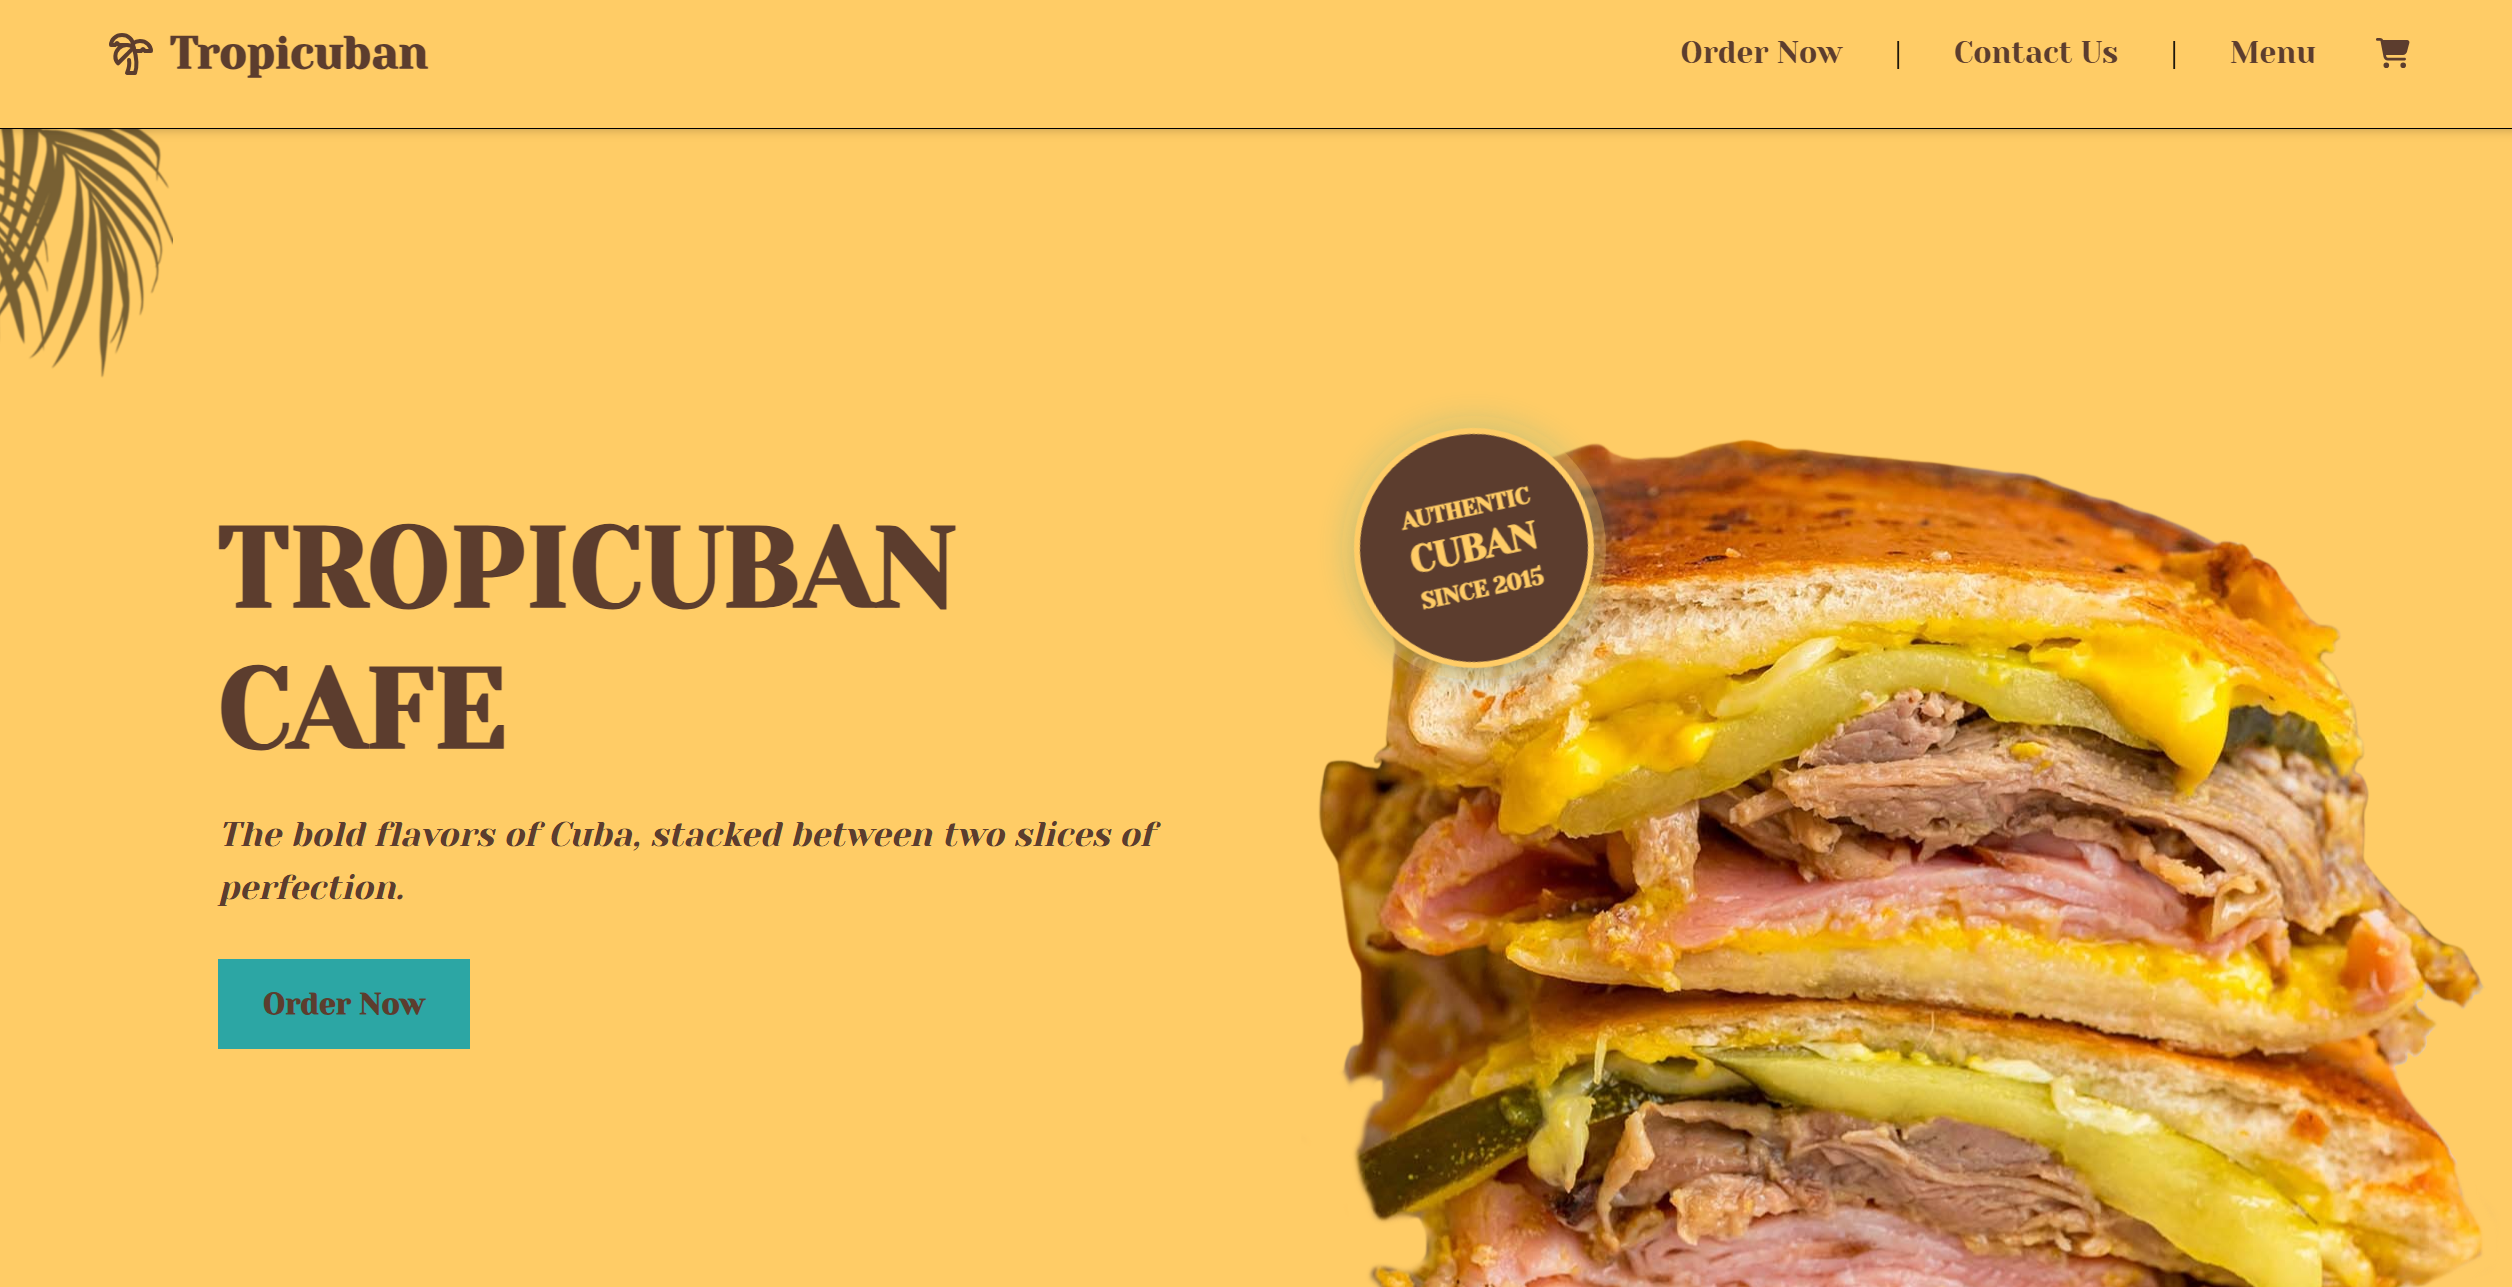 Tropicuban
Order Now | Contact Us | Menu
AUTHENTIC
CUBAN
SINCE 2015
TROPICUBAN
CAFE
The bold flavors of Cuba, stacked between two slices of
perfection.
Order Now